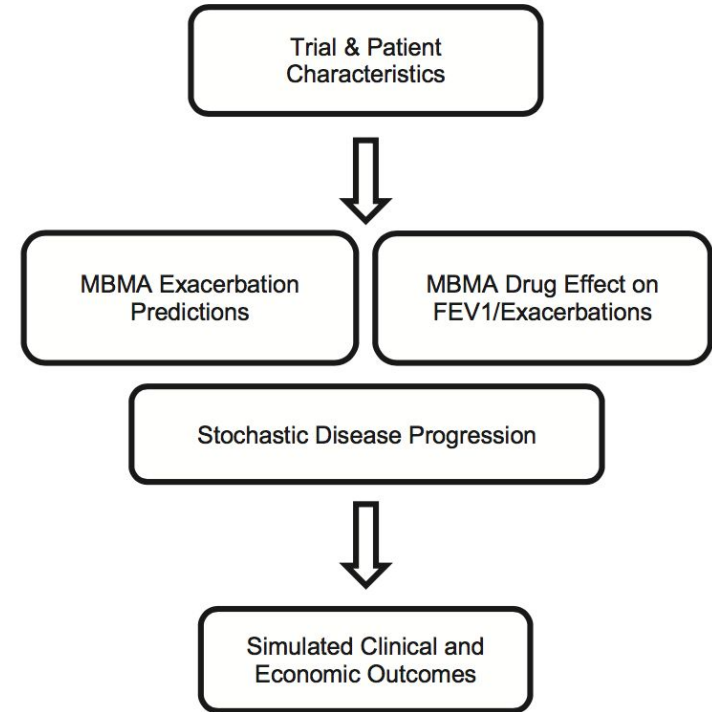 Trial & Patient
Characteristics
MBMA Exacerbation
Predictions
MBMA Drug Effect on
FEV1/Exacerbations
Stochastic Disease Progression
Simulated Clinical and
Economic Outcomes